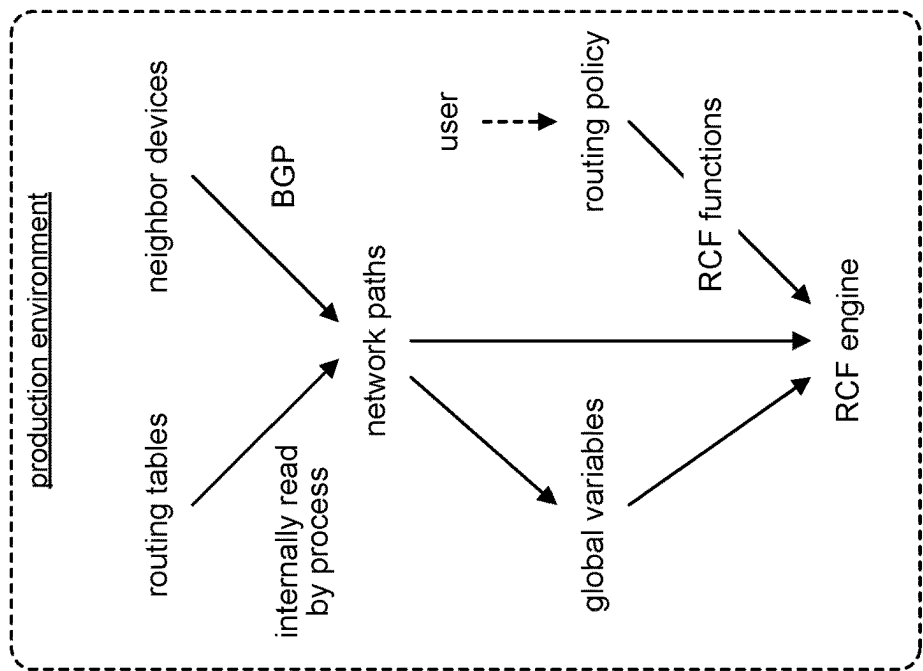 production environment
routing tables
neighbor devices
internally read
by process
BGP
network paths
user
global variables
routing policy
RCF functions
RCF engine